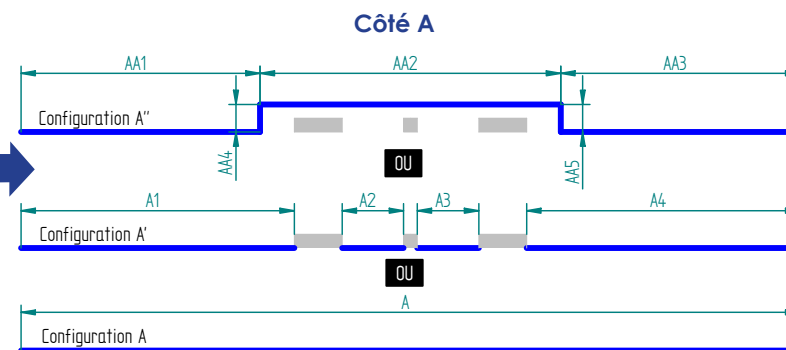 Côté A
AA1 AA2 AA3
Configuration A''
AA4 AA5
OU
A1 A2 A3 A4
Configuration A'
OU
A
Configuration A